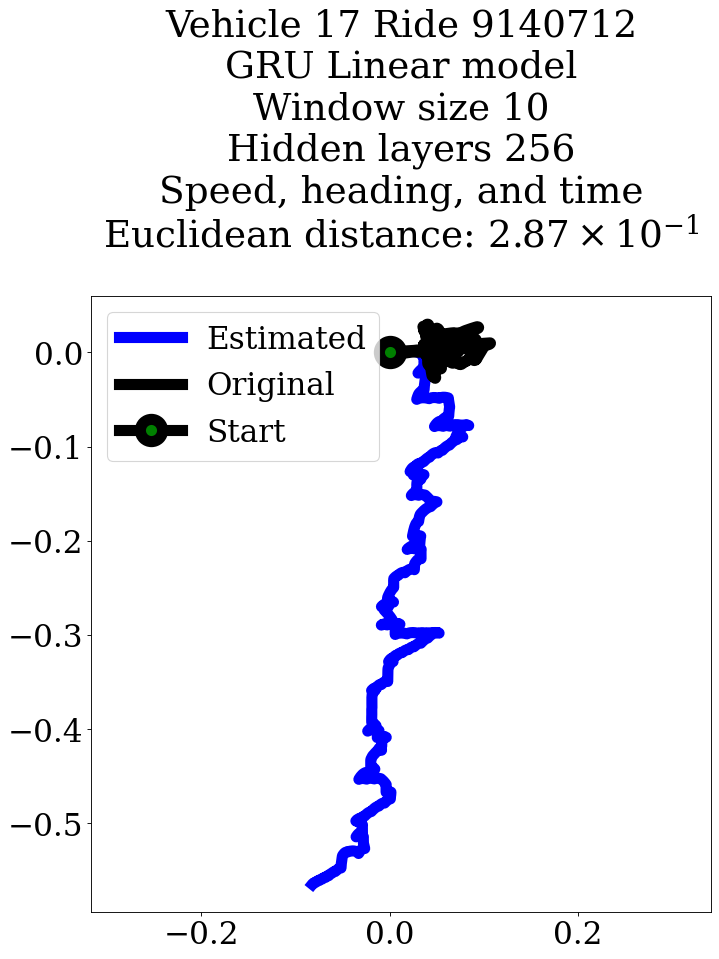 Vehicle 17 Ride 9140712
GRU Linear model
Window size 10
Hidden layers 256
Speed, heading, and time
Euclidean distance: 2.87 × 10⁻¹
Estimated
Original
Start
0.0
−0.1
−0.2
−0.3
−0.4
−0.5
−0.2 0.0 0.2